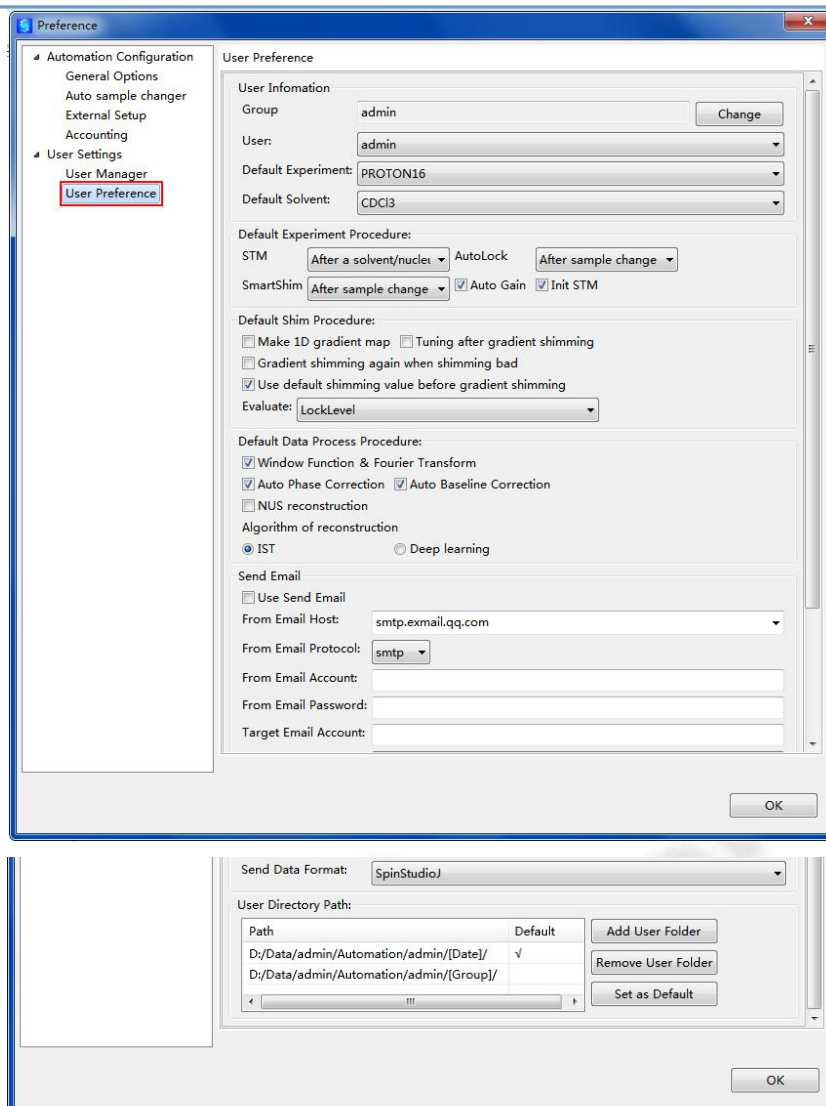 Preference
Automation Configuration
General Options
Auto sample changer
External Setup
Accounting
User Settings
User Manager
User Preference
User Preference
User Infomation
Group admin Change
User: admin
Default Experiment: PROTON16
Default Solvent: CDCl3
Default Experiment Procedure:
STM After a solvent/nucle AutoLock After sample change
SmartShim After sample change Auto Gain Init STM
Default Shim Procedure:
Make 1D gradient map Tuning after gradient shimming
Gradient shimming again when shimming bad
Use default shimming value before gradient shimming
Evaluate: LockLevel
Default Data Process Procedure:
Window Function & Fourier Transform
Auto Phase Correction Auto Baseline Correction
NUS reconstruction
Algorithm of reconstruction
IST Deep learning
Send Email
Use Send Email
From Email Host: smtp.exmail.qq.com
From Email Protocol: smtp
From Email Account:
From Email Password:
Target Email Account:
OK
Send Data Format: SpinStudioJ
User Directory Path:
Path Default Add User Folder
D:/Data/admin/Automation/admin/[Date]/ √
Remove User Folder
D:/Data/admin/Automation/admin/[Group]/
Set as Default
OK